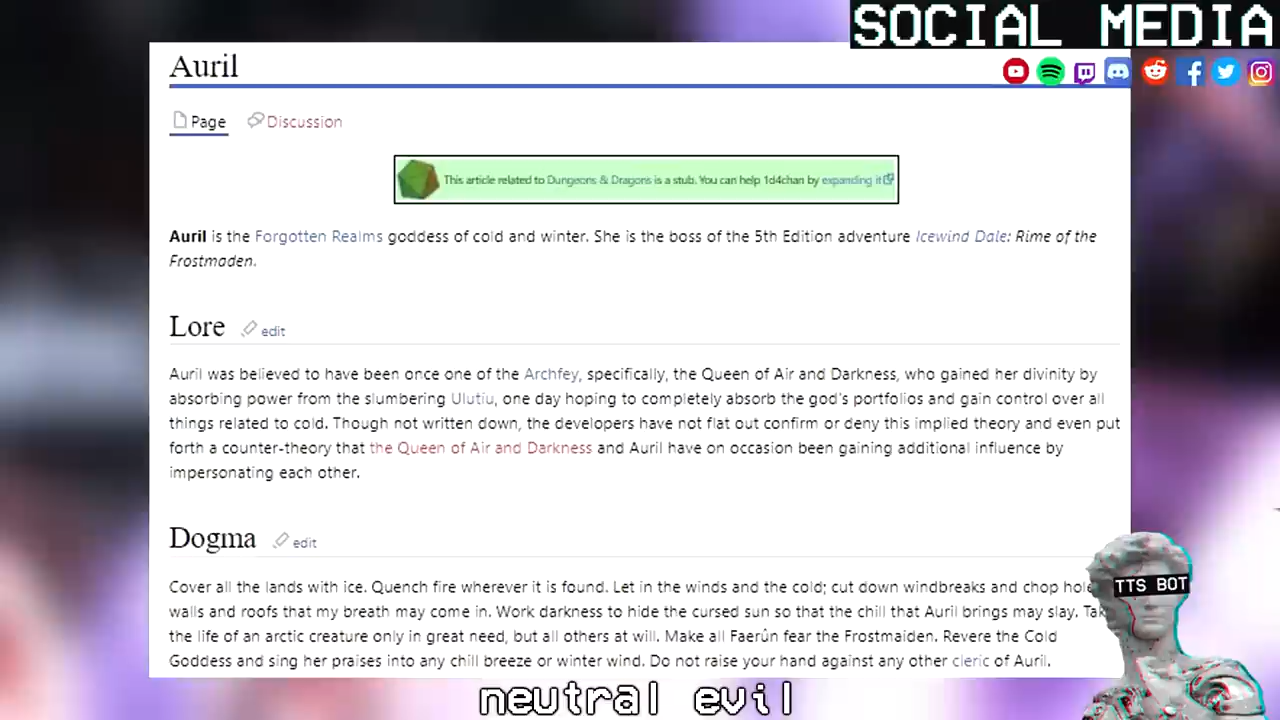 SOCIAL MEDIA
Auril
Page Discussion
This article related to Dungeons & Dragons is a stub. You can help 1d4chan by expanding it
Auril is the Forgotten Realms goddess of cold and winter. She is the boss of the 5th Edition adventure Icewind Dale: Rime of the
Frostmaden.
Lore edit
Auril was believed to have been once one of the Archfey, specifically, the Queen of Air and Darkness, who gained her divinity by
absorbing power from the slumbering Ulutiu, one day hoping to completely absorb the god's portfolios and gain control over all
things related to cold. Though not written down, the developers have not flat out confirm or deny this implied theory and even put
forth a counter-theory that the Queen of Air and Darkness and Auril have on occasion been gaining additional influence by
impersonating each other.
Dogma edit
Cover all the lands with ice. Quench fire wherever it is found. Let in the winds and the cold; cut down windbreaks and chop
walls and roofs that my breath may come in. Work darkness to hide the cursed sun so that the chill that Auril brings may slay.
the life of an arctic creature only in great need, but all others at will. Make all Faerûn fear the Frostmaiden. Revere the Cold
Goddess and sing her praises into any chill breeze or winter wind. Do not raise your hand against any other cleric of Auril.
TTS BOT
neutral evil